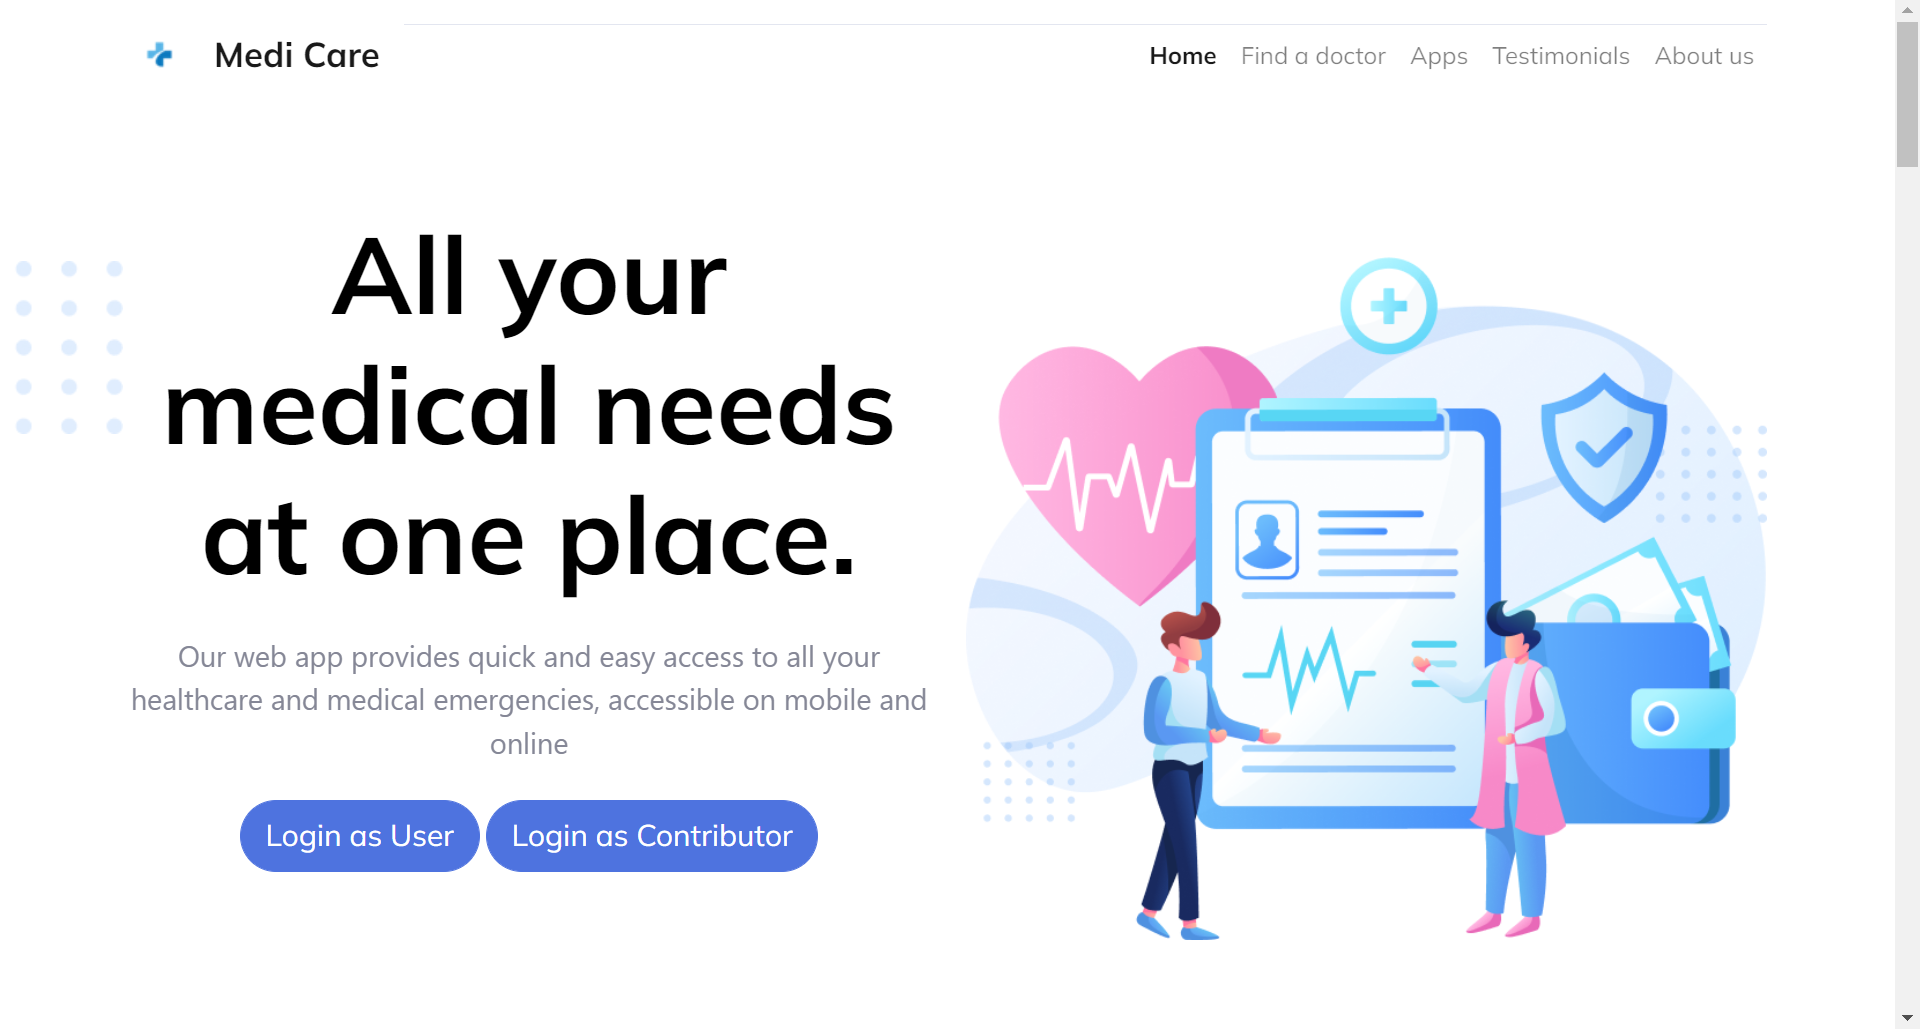 Medi Care
Home Find a doctor Apps Testimonials About us
All your
medical needs
at one place.
Our web app provides quick and easy access to all your
healthcare and medical emergencies, accessible on mobile and
online
Login as User Login as Contributor